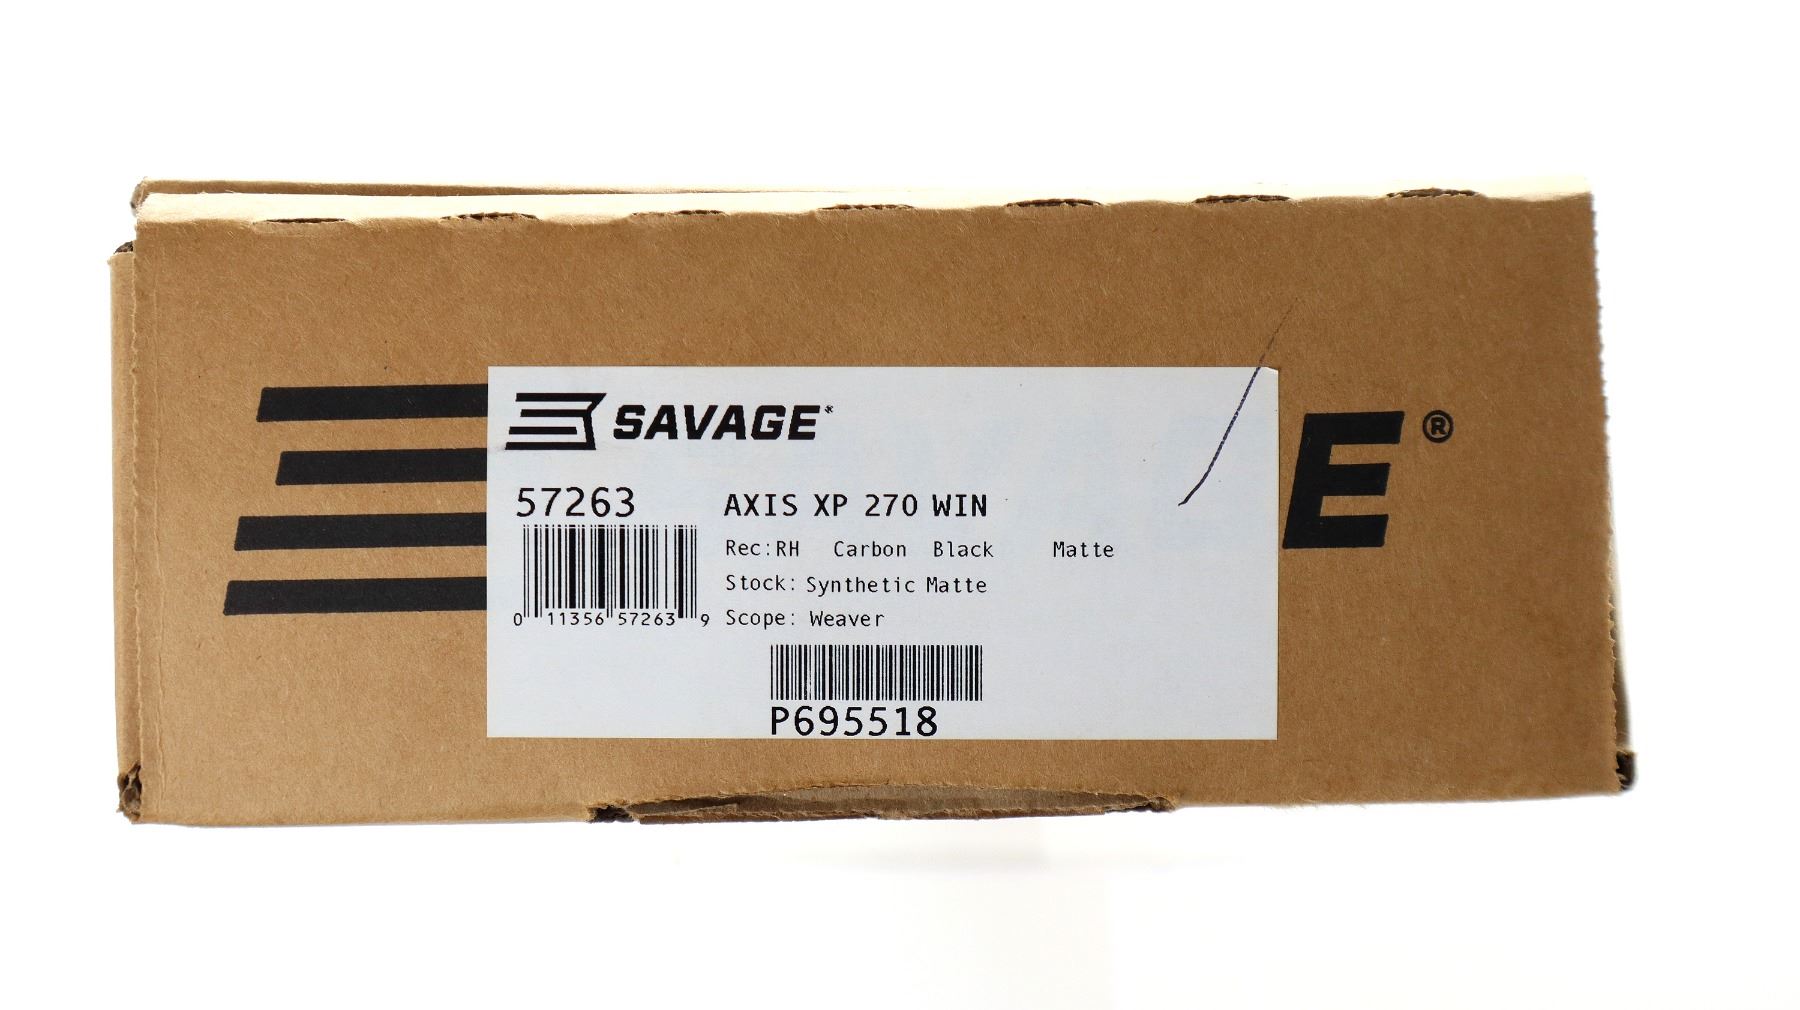 SAVAGE
E®
57263
AXIS XP 270 WIN
Rec:RH Carbon Black Matte
Stock: Synthetic Matte
Scope: Weaver
0 11356 57263 9
P695518